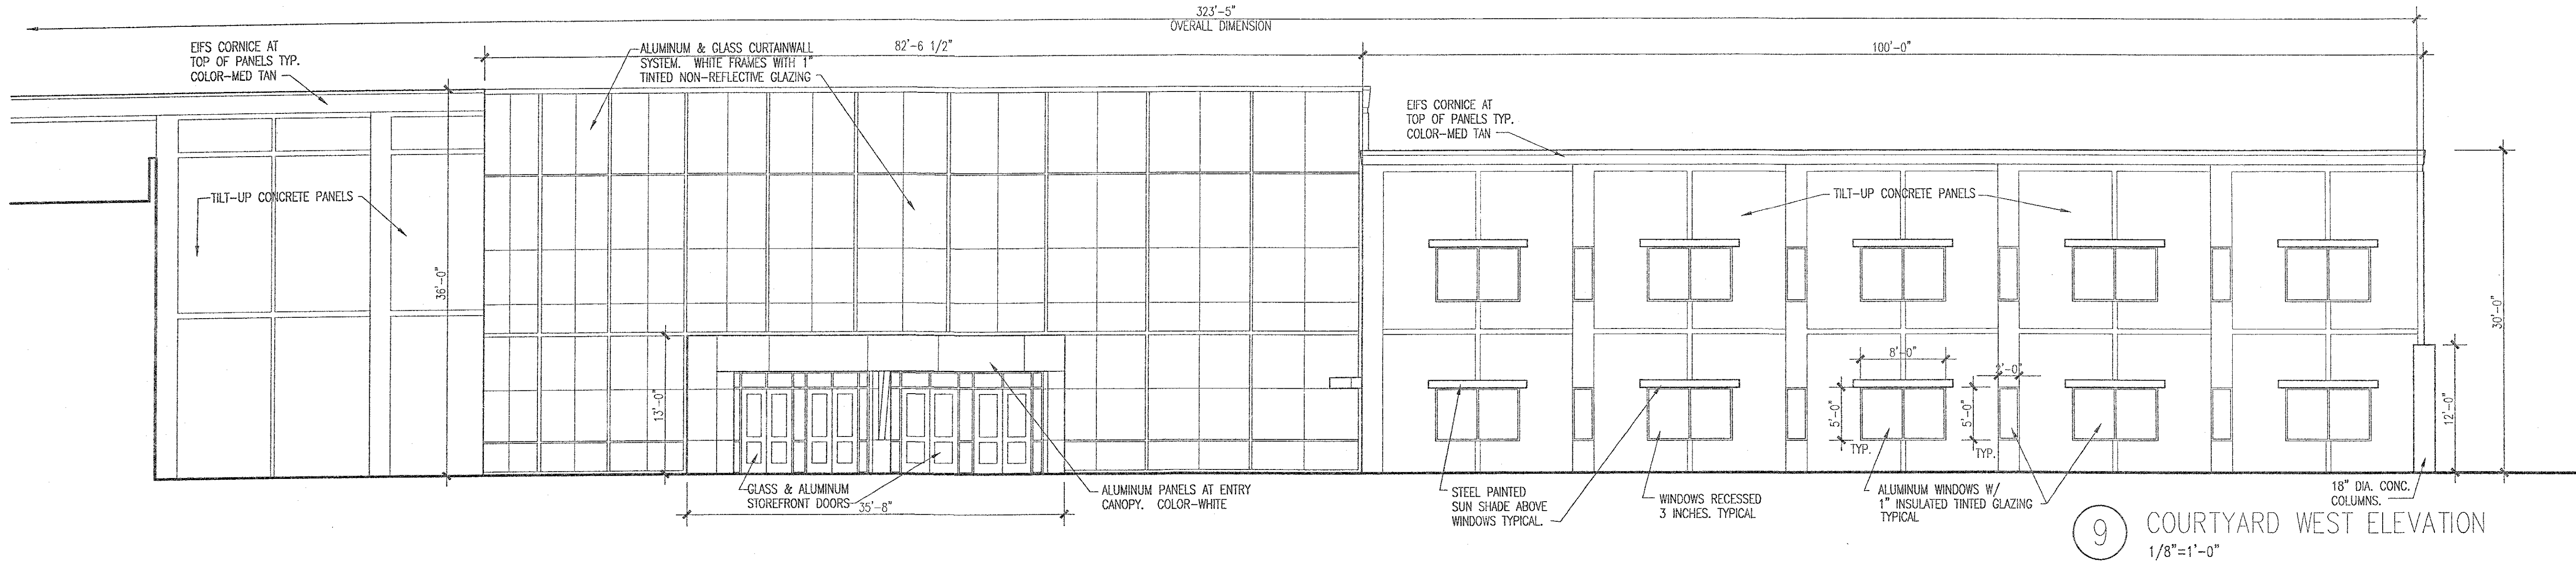 323'-5"
OVERALL DIMENSION
EIFS CORNICE AT
TOP OF PANELS TYP.
COLOR-MED TAN
ALUMINUM & GLASS CURTAINWALL
SYSTEM. WHITE FRAMES WITH 1"
TINTED NON-REFLECTIVE GLAZING
82'-6 1/2"
100'-0"
EIFS CORNICE AT
TOP OF PANELS TYP.
COLOR-MED TAN
TILT-UP CONCRETE PANELS
TILT-UP CONCRETE PANELS
36'-0"
30'-0"
13'-0"
8'-0"
2'-0"
5'-0"
TYP.
5'-0"
TYP.
12'-0"
GLASS & ALUMINUM
STOREFRONT DOORS
35'-8"
ALUMINUM PANELS AT ENTRY
CANOPY. COLOR-WHITE
STEEL PAINTED
SUN SHADE ABOVE
WINDOWS TYPICAL.
WINDOWS RECESSED
3 INCHES. TYPICAL
ALUMINUM WINDOWS W/
1" INSULATED TINTED GLAZING
TYPICAL
18" DIA. CONC.
COLUMNS.
9
COURTYARD WEST ELEVATION
1/8"=1'-0"